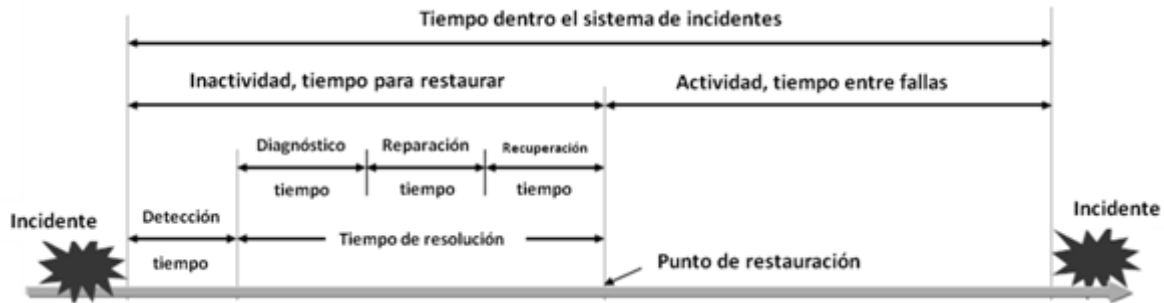 Tiempo dentro el sistema de incidentes
Inactividad, tiempo para restaurar
Actividad, tiempo entre fallas
Diagnóstico
Reparación
Recuperación
tiempo
tiempo
tiempo
Incidente
Detección
tiempo
Tiempo de resolución
Incidente
Punto de restauración